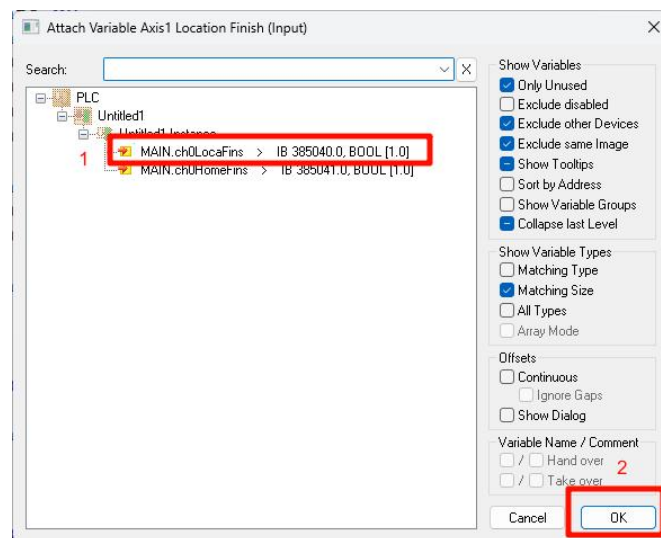 Attach Variable Axis1 Location Finish (Input)
Search:
X
PLC
Untitled1
Untitled1 Instance
1
MAIN.ch0LocaFins > IB 385040.0, BOOL [1.0]
MAIN.ch0HomeFins > IB 385041.0, BOOL [1.0]
Show Variables
Only Unused
Exclude disabled
Exclude other Devices
Exclude same Image
Show Tooltips
Sort by Address
Show Variable Groups
Collapse last Level
Show Variable Types
Matching Type
Matching Size
All Types
Array Mode
Offsets
Continuous
Ignore Gaps
Show Dialog
Variable Name / Comment
/ Hand over
/ Take over
2
Cancel
OK